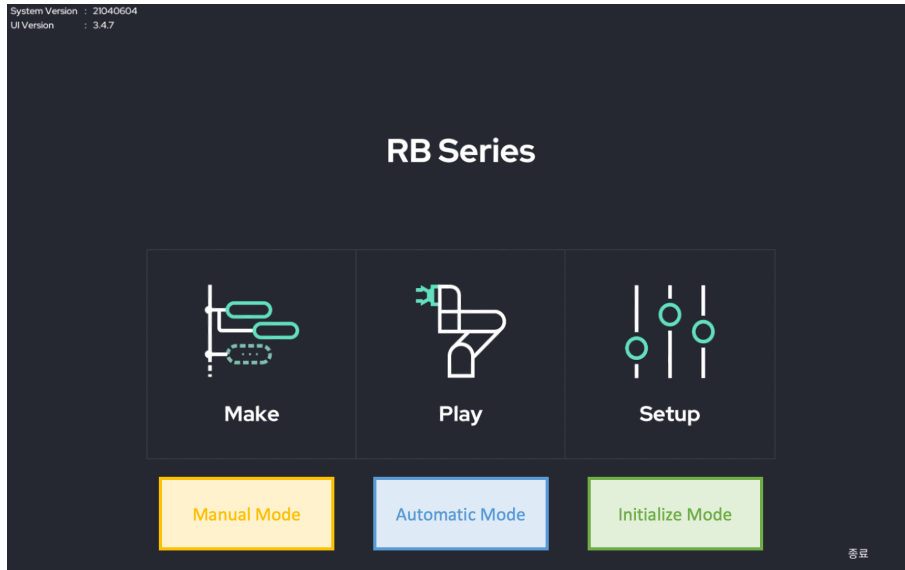 System Version : 21040604
UI Version : 3.4.7
RB Series
Make
Play
Setup
Manual Mode
Automatic Mode
Initialize Mode
종료